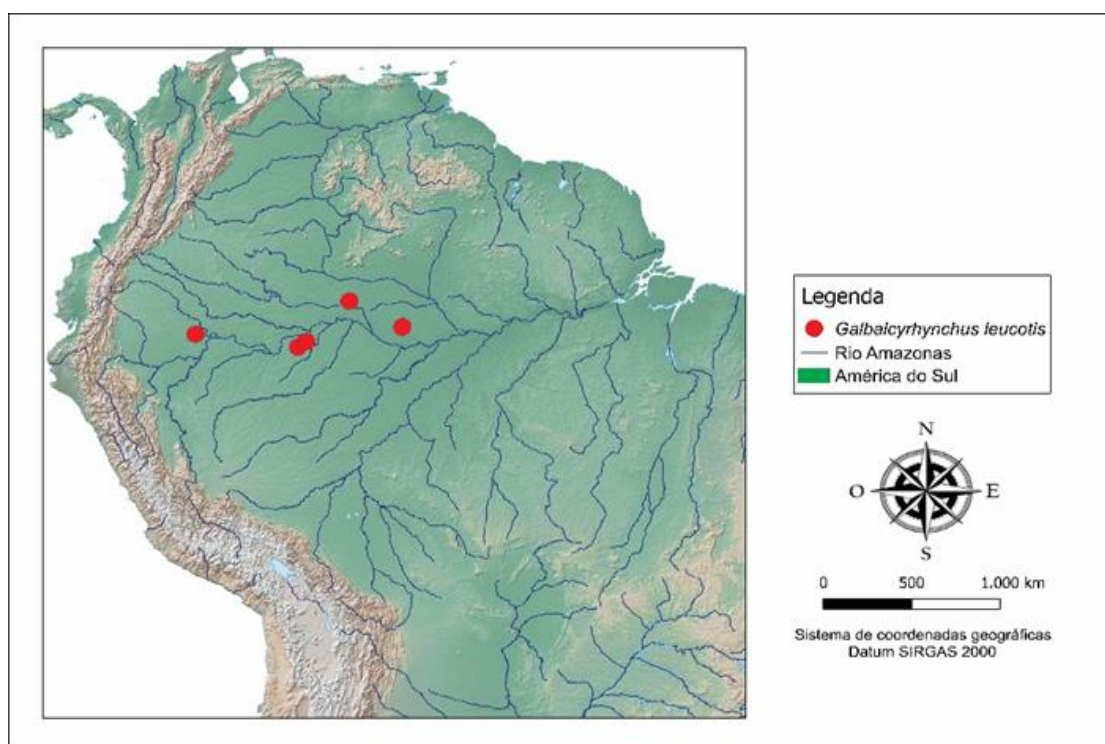 Legenda
Galbalcyrhynchus leucotis
Rio Amazonas
América do Sul
N
O E
S
0 500 1.000 km
Sistema de coordenadas geográficas
Datum SIRGAS 2000